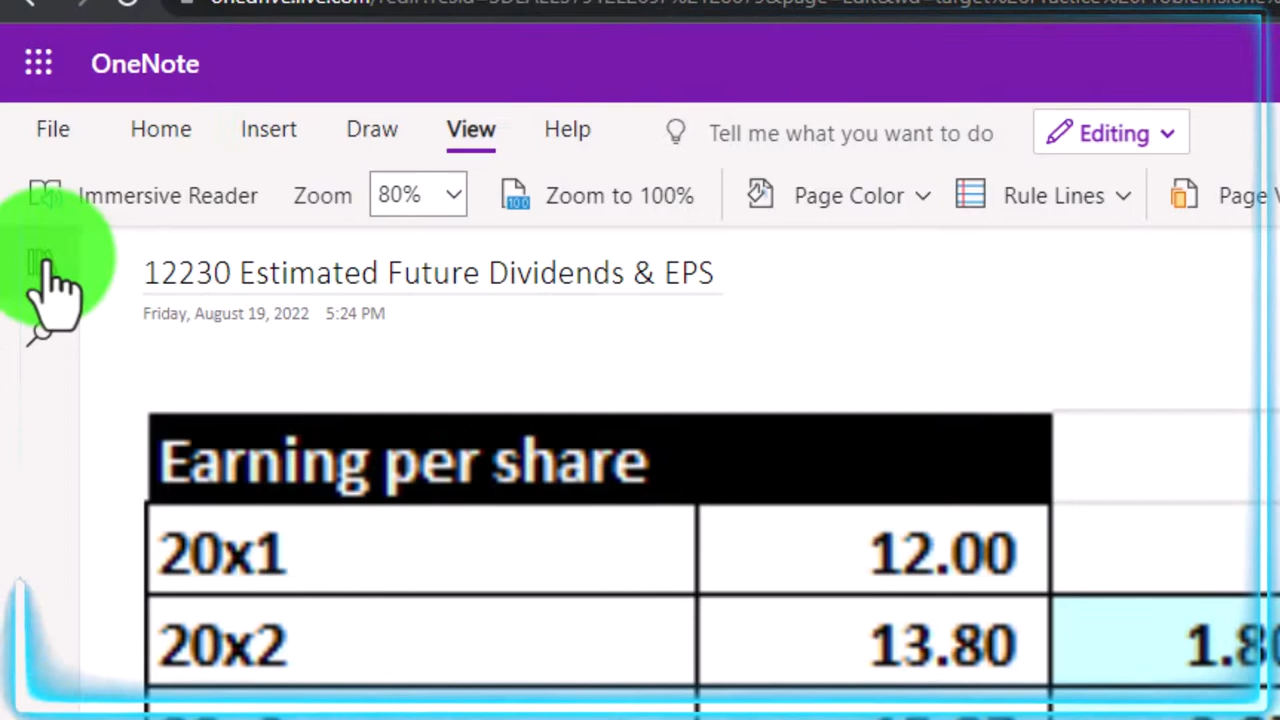 OneNote
File Home Insert Draw View Help Tell me what you want to do Editing
Immersive Reader Zoom 80% Zoom to 100% Page Color Rule Lines Page
12230 Estimated Future Dividends & EPS
Friday, August 19, 2022 5:24 PM
Earning per share
20x1 12.00
20x2 13.80